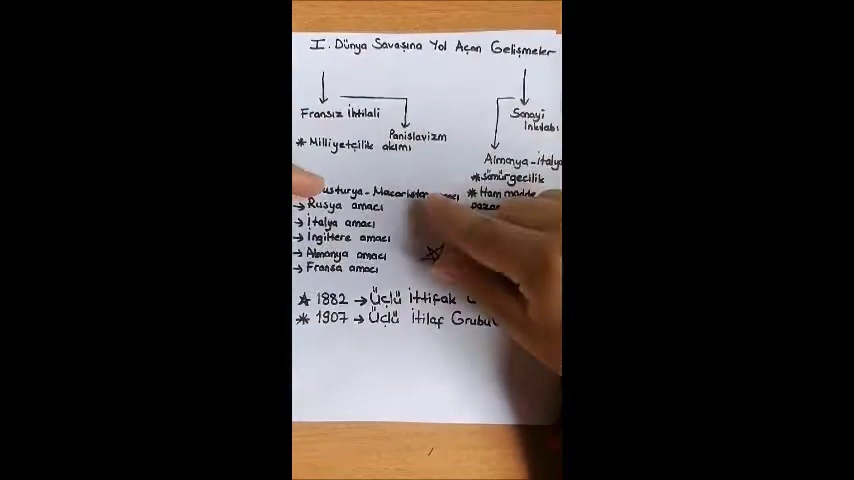 I. Dünya Savaşına Yol Açan Gelişmeler
Fransız İhtilali
Sanayi
İnkılabı
Panislavizm
* Milliyetçilik akımı
Almanya-İtalya
* Sömürgecilik
* Ham madde
usturya-Macaristan
→ Rusya amacı
→ İtalya amacı
→ İngiltere amacı
→ Almanya amacı
→ Fransa amacı
★ 1882 → Üçlü İttifak
* 1907 → Üçlü İtilaf Grubu